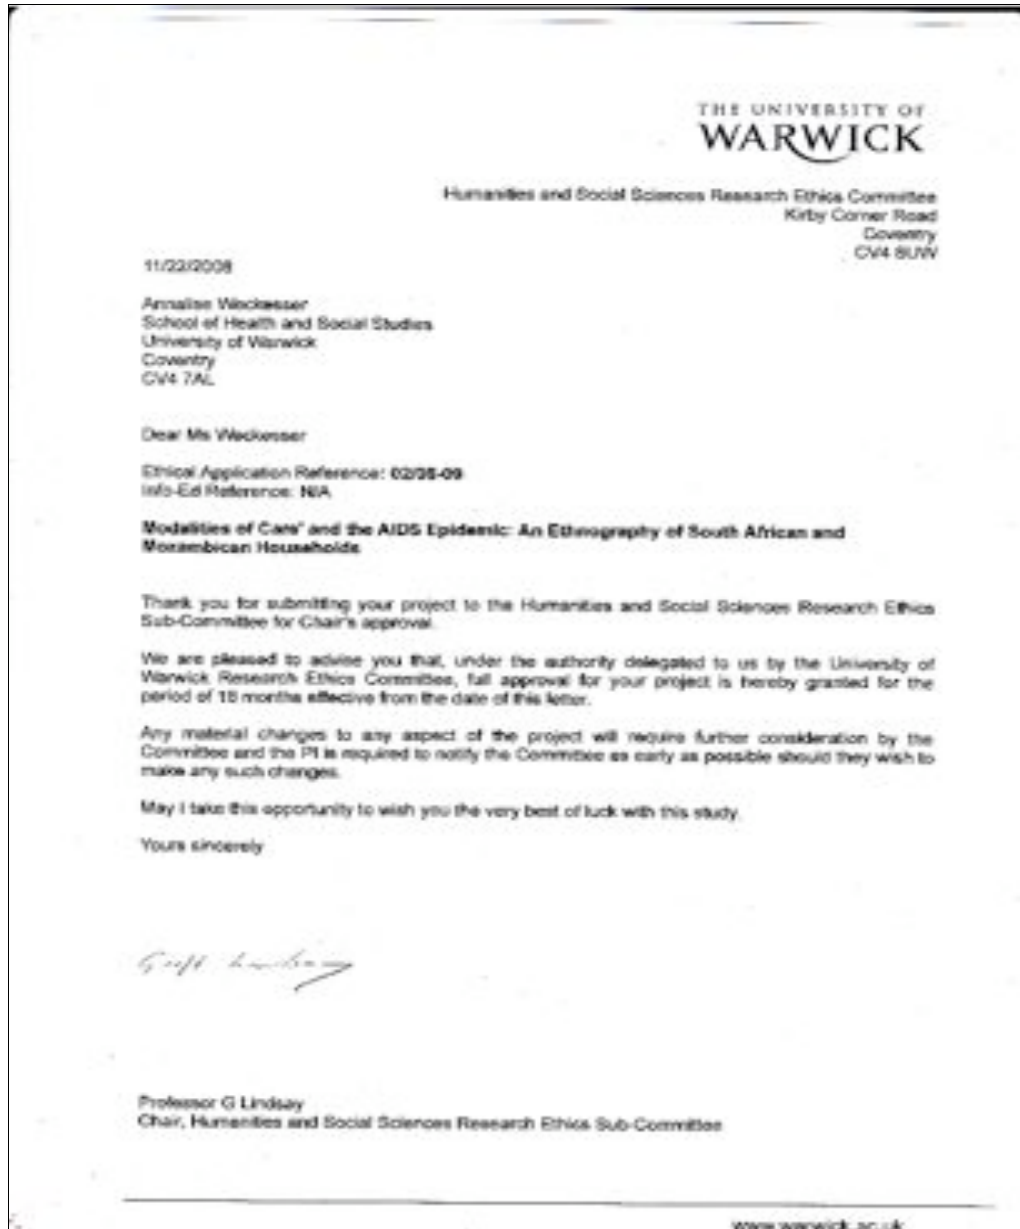 THE UNIVERSITY OF
WARWICK
Humanities and Social Sciences Research Ethics Committee
Kirby Corner Road
Coventry
CV4 8UW
11/22/2008
Annalise Weckesser
School of Health and Social Studies
University of Warwick
Coventry
CV4 7AL
Dear Ms Weckesser
Ethical Application Reference:
Info-Ed Reference: N/A
Modalities of Care' and the AIDS Epidemic: An Ethnography of South African and
Mozambican Households
Thank you for submitting your project to the Humanities and Social Sciences Research Ethics
Sub-Committee for Chair's approval.
We are pleased to advise you that, under the authority delegated to us by the University of
Warwick Research Ethics Committee, full approval for your project is hereby granted for the
period of 18 months effective from the date of this letter.
Any material changes to any aspect of the project will require further consideration by the
Committee and the PI is required to notify the Committee as early as possible should they wish to
make any such changes.
May I take this opportunity to wish you the very best of luck with this study.
Yours sincerely
Geoff Lindsay
Professor G Lindsay
Chair, Humanities and Social Sciences Research Ethics Sub-Committee
www.warwick.ac.uk